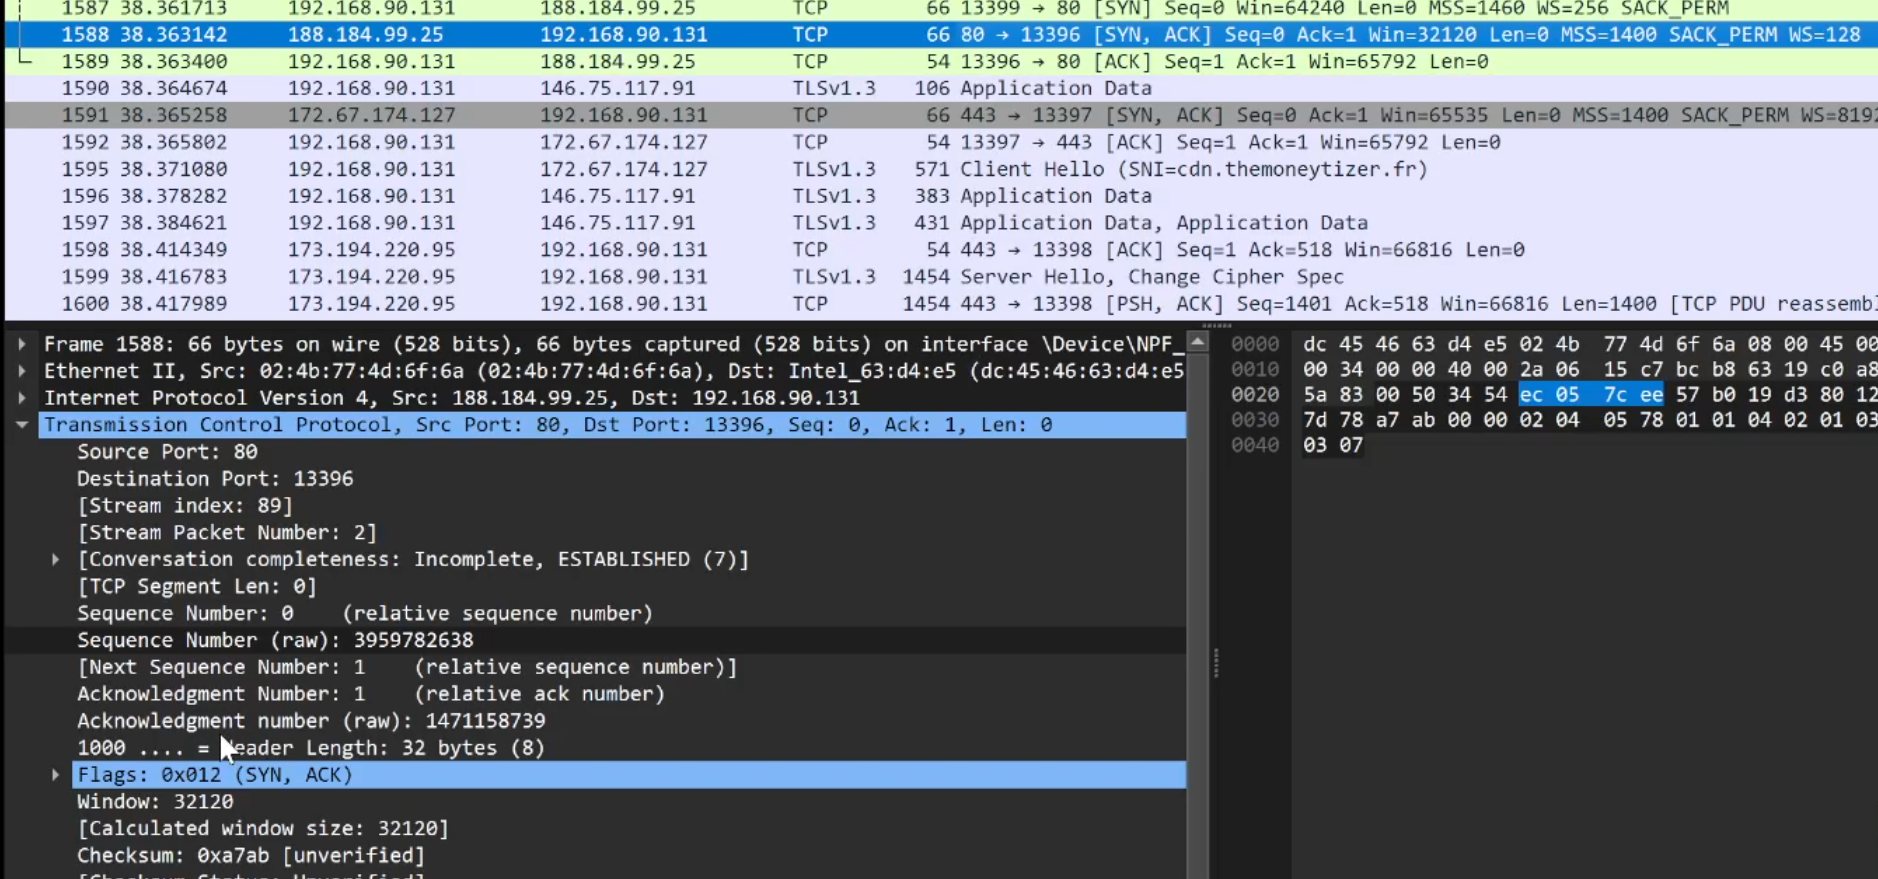 1587 38.361713 192.168.90.131 188.184.99.25 TCP 66 13399 → 80 [SYN] Seq=0 Win=64240 Len=0 MSS=1460 WS=256 SACK_PERM
1588 38.363142 188.184.99.25 192.168.90.131 TCP 66 80 → 13396 [SYN, ACK] Seq=0 Ack=1 Win=32120 Len=0 MSS=1400 SACK_PERM WS=128
1589 38.363400 192.168.90.131 188.184.99.25 TCP 54 13396 → 80 [ACK] Seq=1 Ack=1 Win=65792 Len=0
1590 38.364674 192.168.90.131 146.75.117.91 TLSv1.3 106 Application Data
1591 38.365258 172.67.174.127 192.168.90.131 TCP 66 443 → 13397 [SYN, ACK] Seq=0 Ack=1 Win=65535 Len=0 MSS=1400 SACK_PERM WS=8192
1592 38.365802 192.168.90.131 172.67.174.127 TCP 54 13397 → 443 [ACK] Seq=1 Ack=1 Win=65792 Len=0
1595 38.371080 192.168.90.131 172.67.174.127 TLSv1.3 571 Client Hello (SNI=cdn.themoneytizer.fr)
1596 38.378282 192.168.90.131 146.75.117.91 TLSv1.3 383 Application Data
1597 38.384621 192.168.90.131 146.75.117.91 TLSv1.3 431 Application Data, Application Data
1598 38.414349 173.194.220.95 192.168.90.131 TCP 54 443 → 13398 [ACK] Seq=1 Ack=518 Win=66816 Len=0
1599 38.416783 173.194.220.95 192.168.90.131 TLSv1.3 1454 Server Hello, Change Cipher Spec
1600 38.417989 173.194.220.95 192.168.90.131 TCP 1454 443 → 13398 [PSH, ACK] Seq=1401 Ack=518 Win=66816 Len=1400 [TCP PDU reassembl
Frame 1588: 66 bytes on wire (528 bits), 66 bytes captured (528 bits) on interface \Device\NPF_
Ethernet II, Src: 02:4b:77:4d:6f:6a (02:4b:77:4d:6f:6a), Dst: Intel_63:d4:e5 (dc:45:46:63:d4:e5
Internet Protocol Version 4, Src: 188.184.99.25, Dst: 192.168.90.131
Transmission Control Protocol, Src Port: 80, Dst Port: 13396, Seq: 0, Ack: 1, Len: 0
Source Port: 80
Destination Port: 13396
[Stream index: 89]
[Stream Packet Number: 2]
[Conversation completeness: Incomplete, ESTABLISHED (7)]
[TCP Segment Len: 0]
Sequence Number: 0 (relative sequence number)
Sequence Number (raw): 3959782638
[Next Sequence Number: 1 (relative sequence number)]
Acknowledgment Number: 1 (relative ack number)
Acknowledgment number (raw): 1471158739
1000 .... = Header Length: 32 bytes (8)
Flags: 0x012 (SYN, ACK)
Window: 32120
[Calculated window size: 32120]
Checksum: 0xa7ab [unverified]
[Checksum Status: Unverified]
0000 dc 45 46 63 d4 e5 02 4b 77 4d 6f 6a 08 00 45 00
0010 00 34 00 00 40 00 2a 06 15 c7 bc b8 63 19 c0 a8
0020 5a 83 00 50 34 54 ec 05 7c ee 57 b0 19 d3 80 12
0030 7d 78 a7 ab 00 00 02 04 05 78 01 01 04 02 01 03
0040 03 07